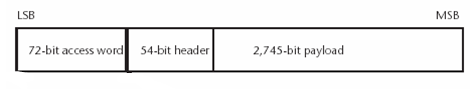 LSB MSB
72-bit access word 54-bit header 2,745-bit payload